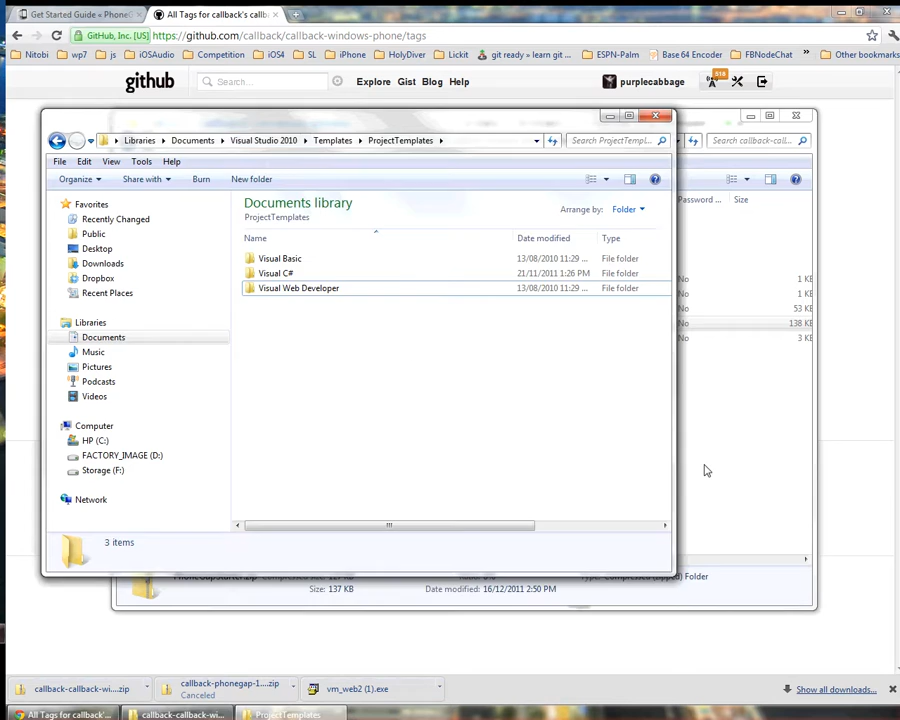 Get Started Guide « PhoneG
All Tags for callback's callb
GitHub, Inc. [US] https://github.com/callback/callback-windows-phone/tags
Nitobi wp7 js iOSAudio Competition iOS4 SL iPhone HolyDiver Lickit git ready » learn git ... ESPN-Palm Base 64 Encoder FBNodeChat » Other bookmarks
github Search... Explore Gist Blog Help purplecabbage 518
Libraries Documents Visual Studio 2010 Templates ProjectTemplates Search ProjectTempl... Search callback-call...
File Edit View Tools Help
Organize Share with Burn New folder
Favorites
Recently Changed
Public
Desktop
Downloads
Dropbox
Recent Places
Libraries
Documents
Music
Pictures
Podcasts
Videos
Computer
HP (C:)
FACTORY_IMAGE (D:)
Storage (F:)
Network
Documents library
ProjectTemplates
Arrange by: Folder
Name Date modified Type
Visual Basic 13/08/2010 11:29 ... File folder
Visual C# 21/11/2011 1:26 PM File folder
Visual Web Developer 13/08/2010 11:29 ... File folder
3 items
Password ... Size
No 1 KB
No 1 KB
No 53 KB
No 138 KB
No 3 KB
Folder
Size: 137 KB Date modified: 16/12/2011 2:50 PM
callback-callback-wi....zip
callback-phonegap-1....zip
Canceled
vm_web2 (1).exe
Show all downloads...
All Tags for callback'...
callback-callback-wi...
ProjectTemplates